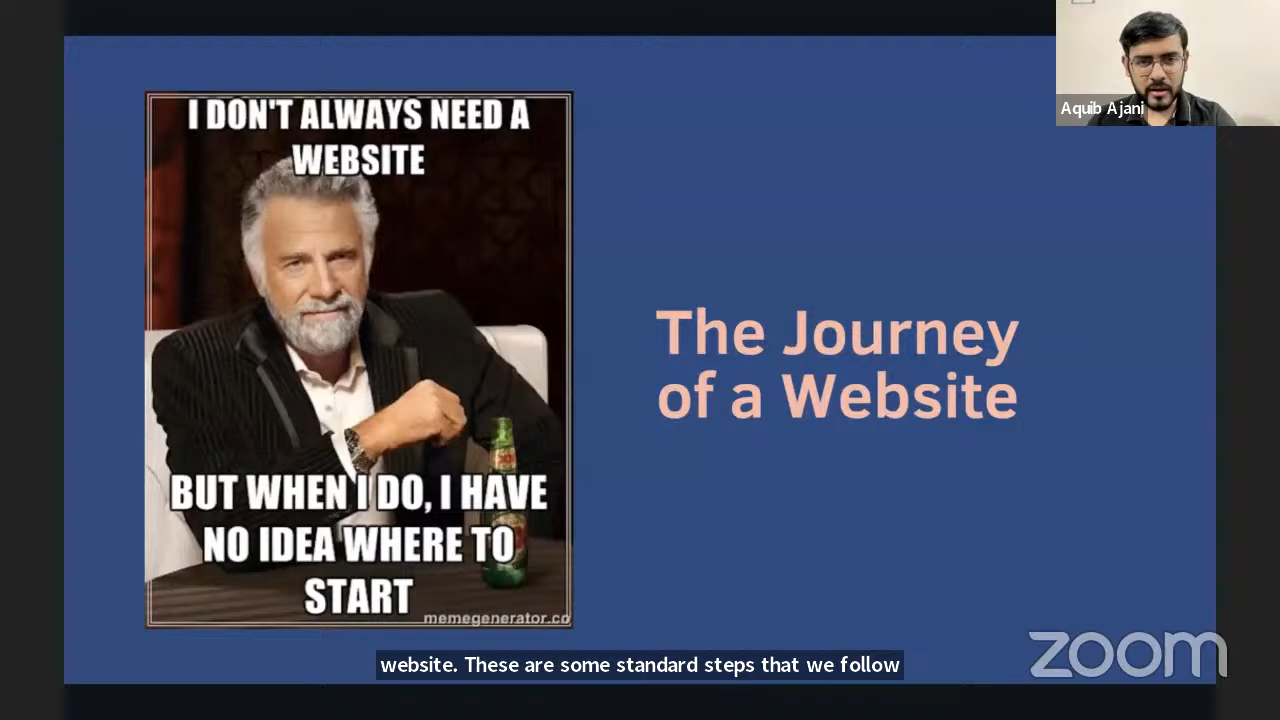 I DON'T ALWAYS NEED A
WEBSITE
BUT WHEN I DO, I HAVE
NO IDEA WHERE TO
START
memegenerator.co
The Journey
of a Website
Aquib Ajani
website. These are some standard steps that we follow
zoom